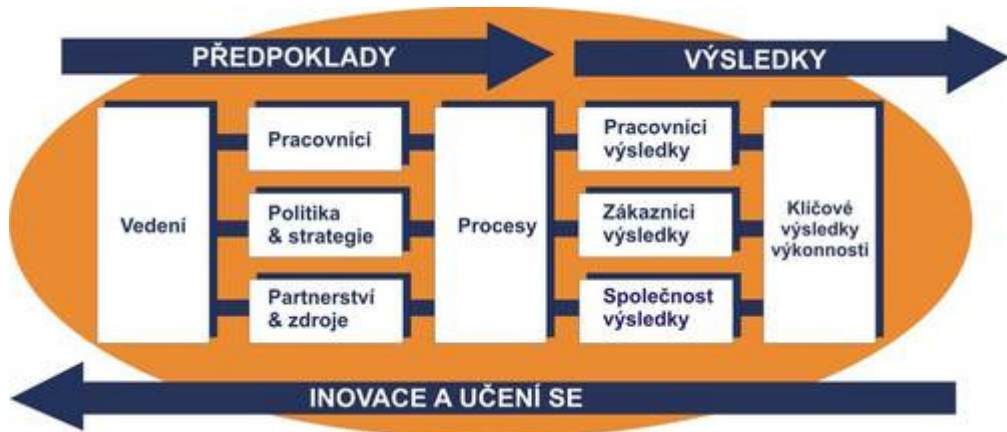 PŘEDPOKLADY
VÝSLEDKY
Vedení
Pracovníci
Politika
& strategie
Partnerství
& zdroje
Procesy
Pracovníci
výsledky
Zákazníci
výsledky
Společnost
výsledky
Klíčové
výsledky
výkonnosti
INOVACE A UČENÍ SE